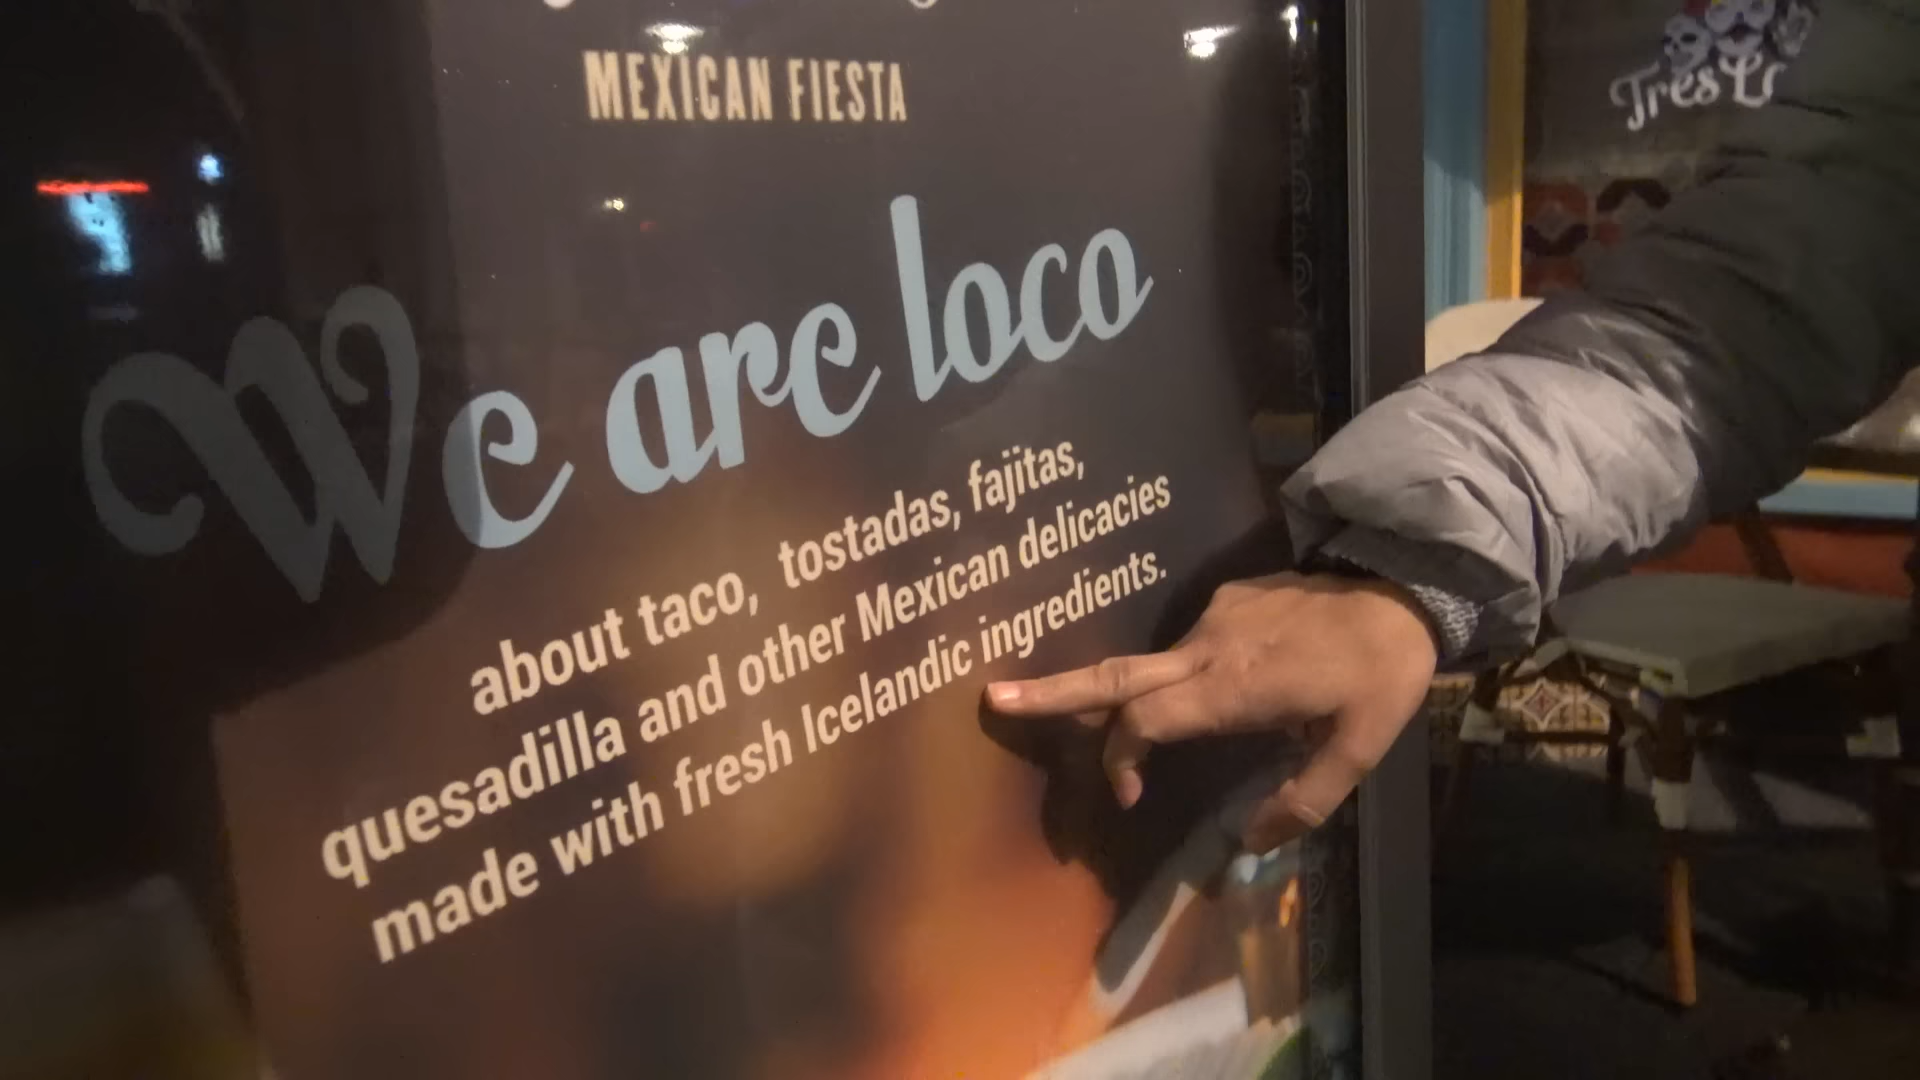 MEXICAN FIESTA
We are loco
about taco, tostadas, fajitas,
quesadilla and other Mexican delicacies
made with fresh Icelandic ingredients.
Tres Lo